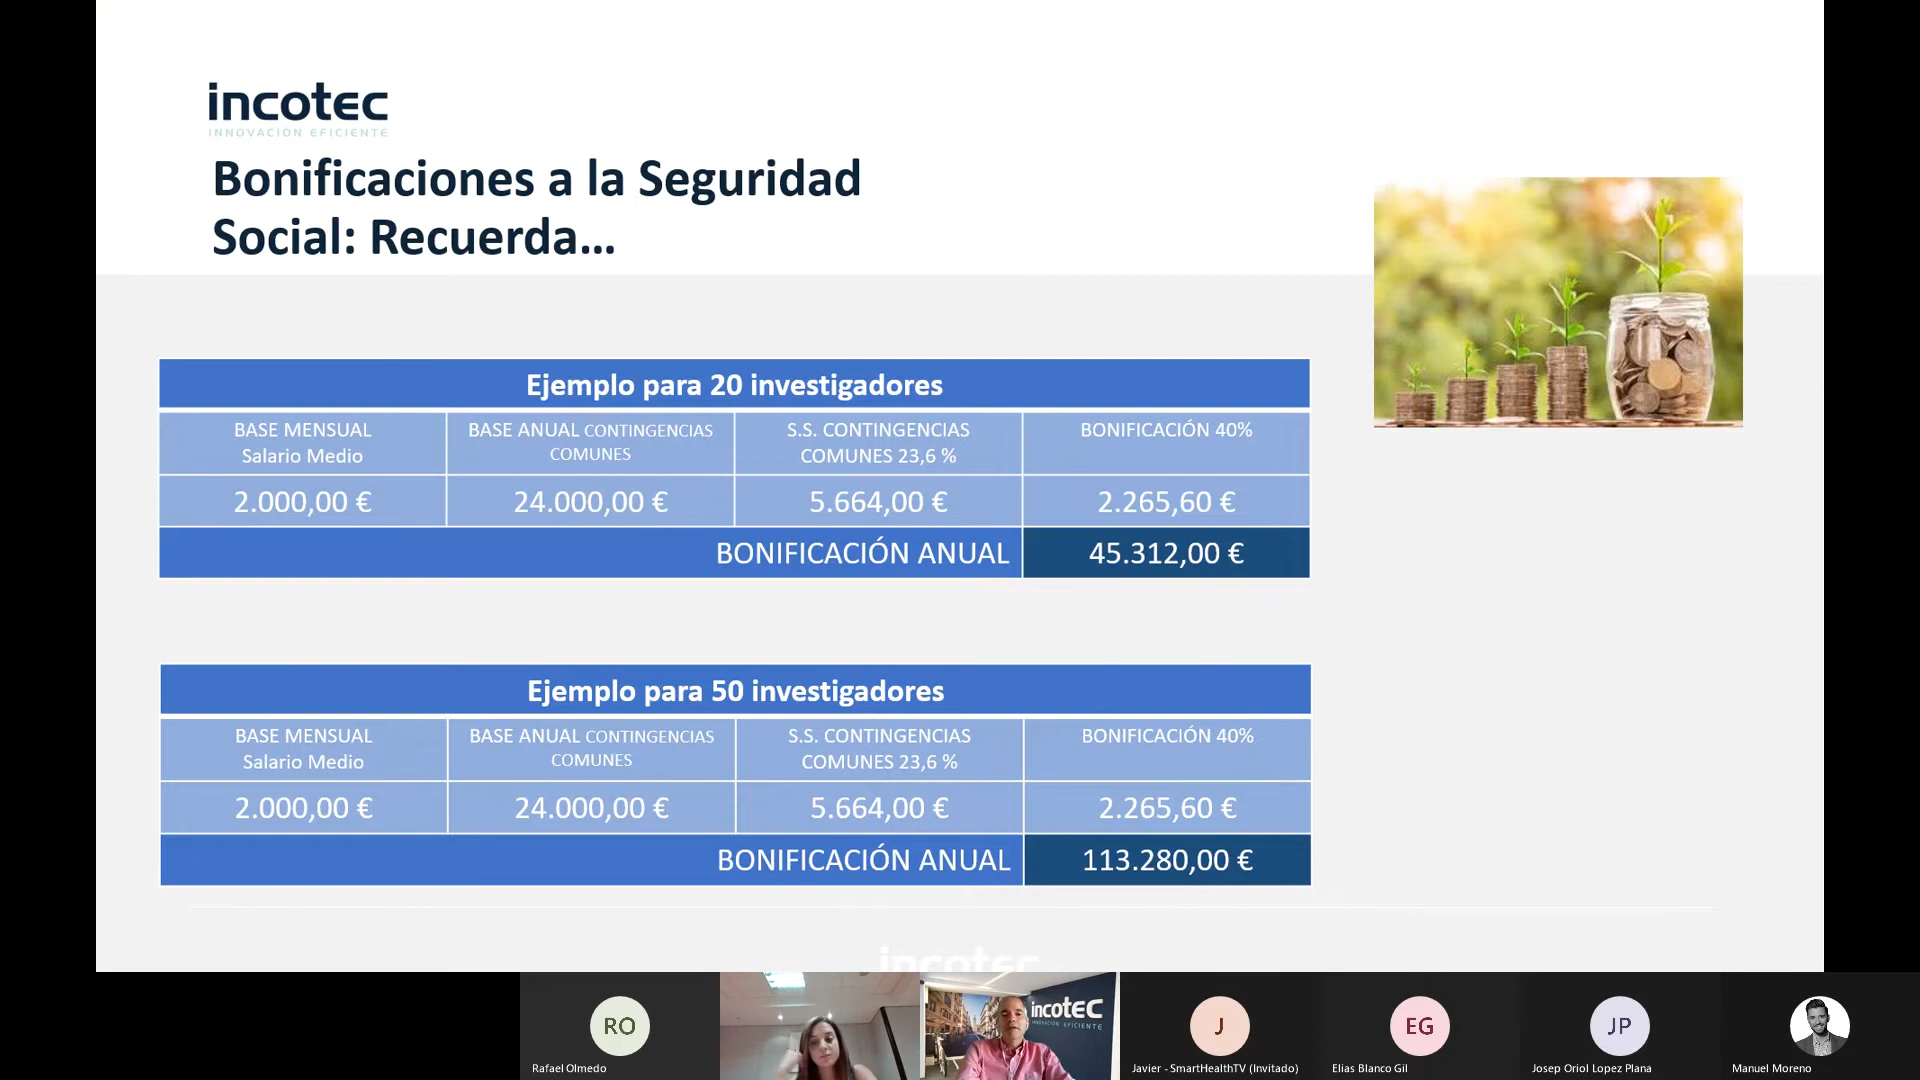 incotec
INNOVACIÓN EFICIENTE
Bonificaciones a la Seguridad
Social: Recuerda...
Ejemplo para 20 investigadores
BASE MENSUAL
Salario Medio
BASE ANUAL CONTINGENCIAS
COMUNES
S.S. CONTINGENCIAS
COMUNES 23,6 %
BONIFICACIÓN 40%
2.000,00 €
24.000,00 €
5.664,00 €
2.265,60 €
BONIFICACIÓN ANUAL
45.312,00 €
Ejemplo para 50 investigadores
BASE MENSUAL
Salario Medio
BASE ANUAL CONTINGENCIAS
COMUNES
S.S. CONTINGENCIAS
COMUNES 23,6 %
BONIFICACIÓN 40%
2.000,00 €
24.000,00 €
5.664,00 €
2.265,60 €
BONIFICACIÓN ANUAL
113.280,00 €
incotec
RO
Rafael Olmedo
incotec
INNOVACIÓN EFICIENTE
J
Javier - SmartHealthTV (Invitado)
EG
Elias Blanco Gil
JP
Josep Oriol Lopez Plana
Manuel Moreno